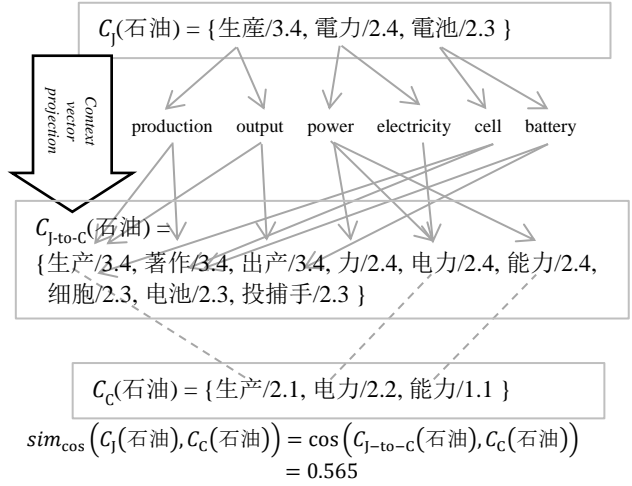 C_J(石油) = {生産/3.4, 電力/2.4, 電池/2.3 }
Context
vector
projection
production output power electricity cell battery
C_J-to-C(石油) =
{生产/3.4, 著作/3.4, 出产/3.4, 力/2.4, 电力/2.4, 能力/2.4,
细胞/2.3, 电池/2.3, 投捕手/2.3 }
C_C(石油) = {生产/2.1, 电力/2.2, 能力/1.1 }
sim_cos (C_J(石油), C_C(石油)) = cos (C_J−to−C(石油), C_C(石油))
= 0.565